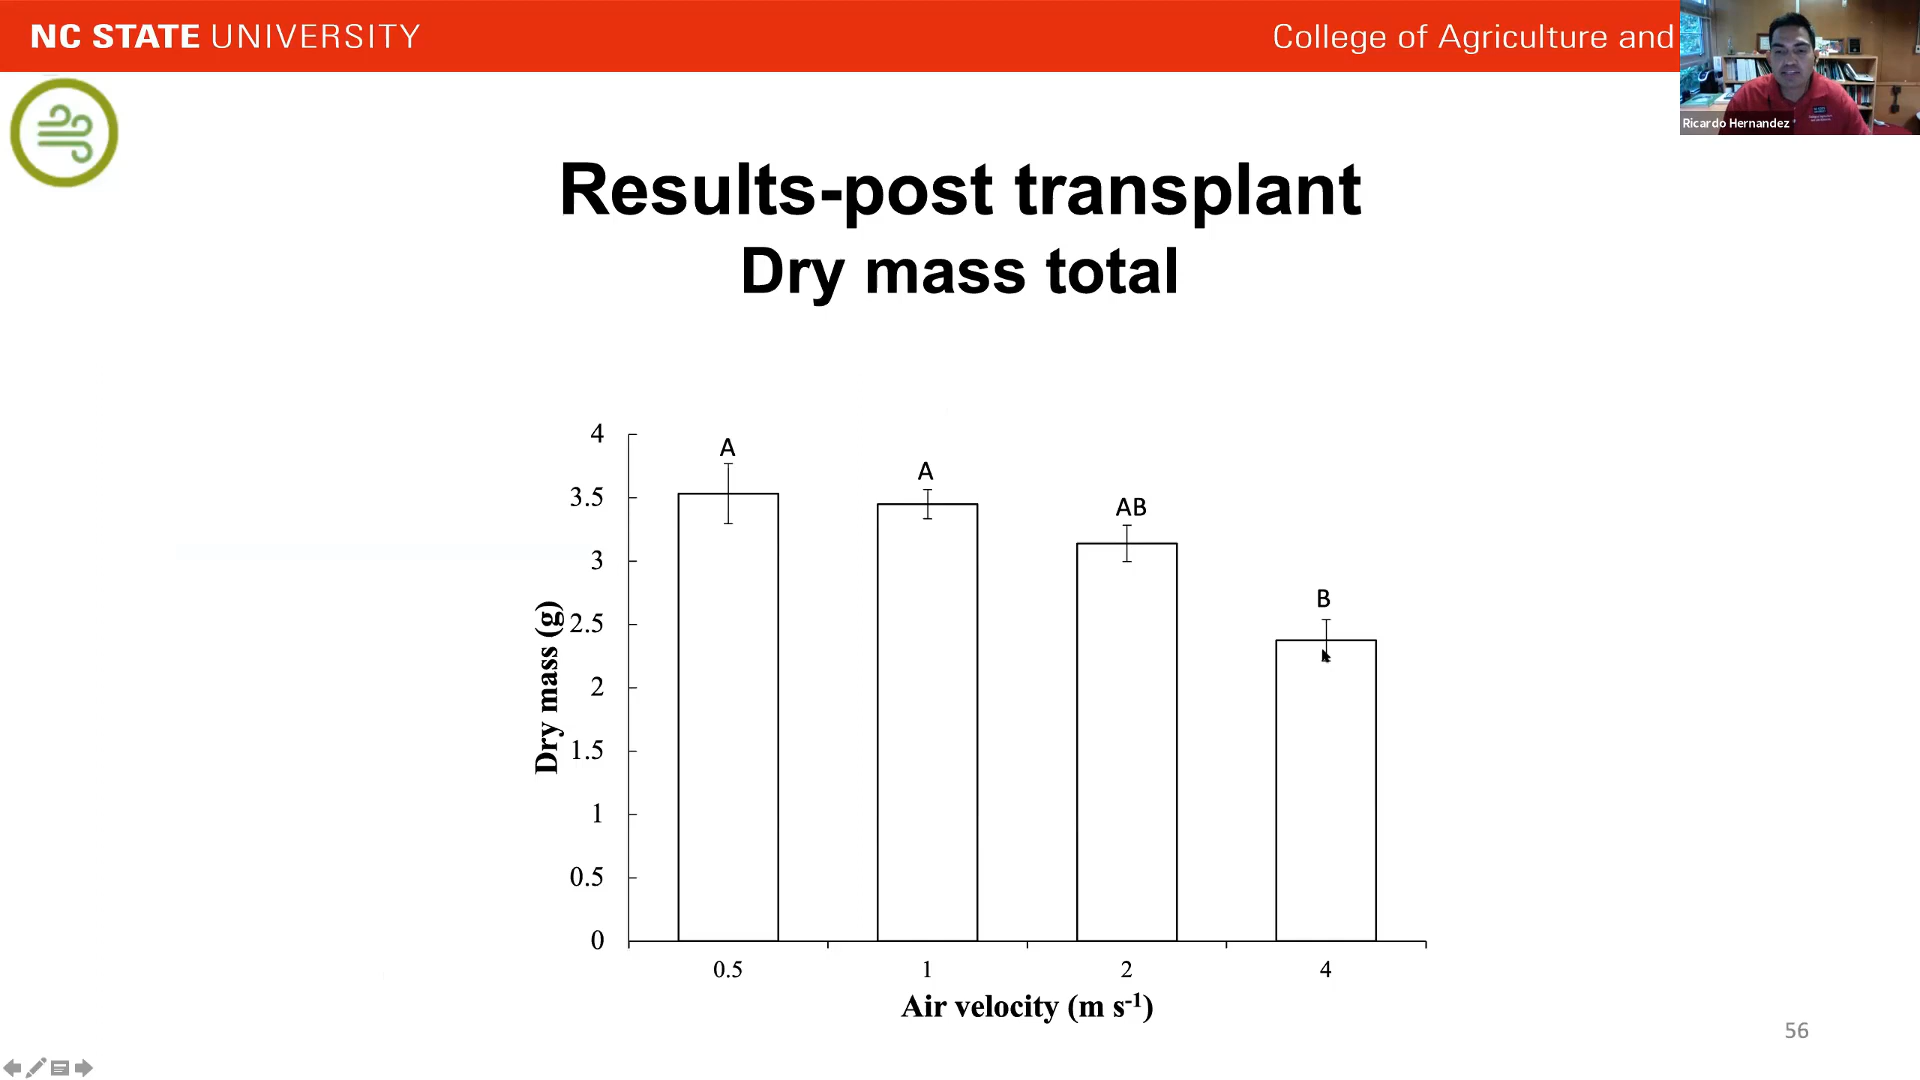 NC STATE UNIVERSITY
College of Agriculture and
Ricardo Hernandez
Results-post transplant
Dry mass total
4
3.5
3
2.5
2
1.5
1
0.5
0
Dry mass (g)
A
A
AB
B
0.5
1
2
4
Air velocity (m s-1)
56